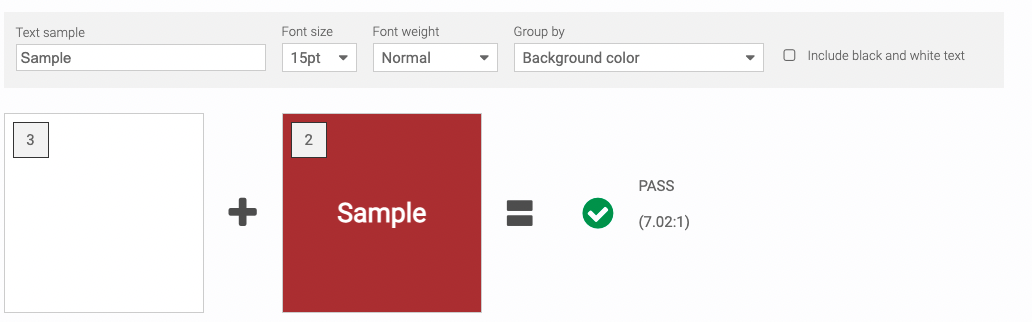 Text sample
Font size
Font weight
Group by
Sample
15pt
Normal
Background color
Include black and white text
3
2
Sample
PASS
(7.02:1)